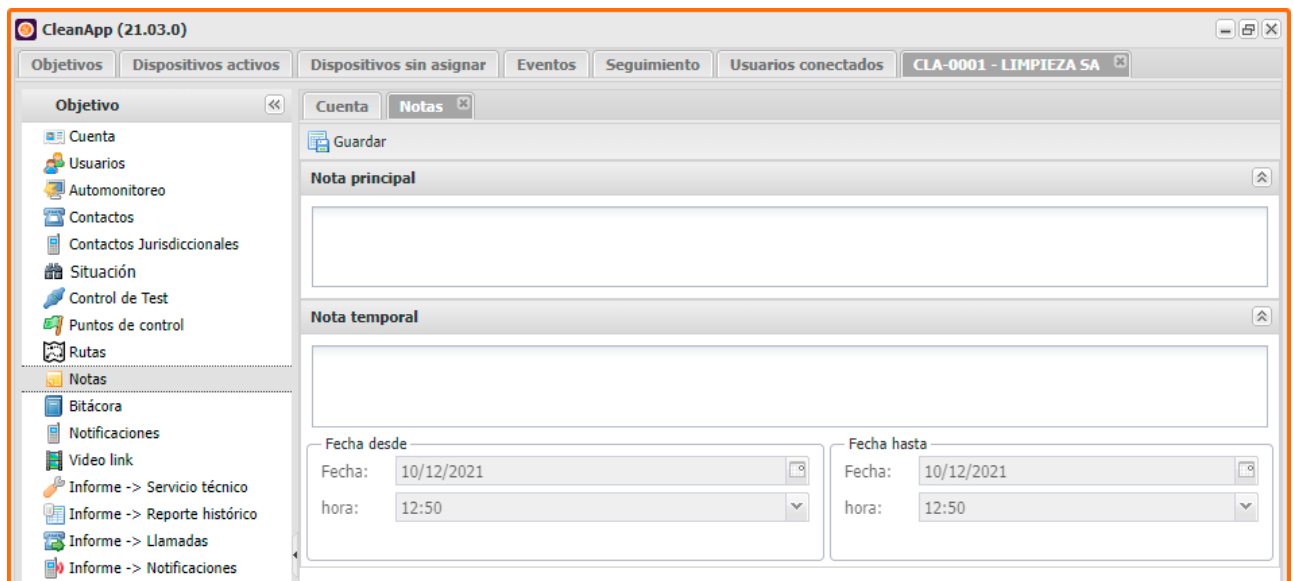 CleanApp (21.03.0)
Objetivos Dispositivos activos Dispositivos sin asignar Eventos Seguimiento Usuarios conectados CLA-0001 - LIMPIEZA SA
Objetivo
Cuenta
Usuarios
Automonitoreo
Contactos
Contactos Jurisdiccionales
Situación
Control de Test
Puntos de control
Rutas
Notas
Bitácora
Notificaciones
Video link
Informe -> Servicio técnico
Informe -> Reporte histórico
Informe -> Llamadas
Informe -> Notificaciones
Cuenta Notas
Guardar
Nota principal
Nota temporal
Fecha desde
Fecha: 10/12/2021
hora: 12:50
Fecha hasta
Fecha: 10/12/2021
hora: 12:50